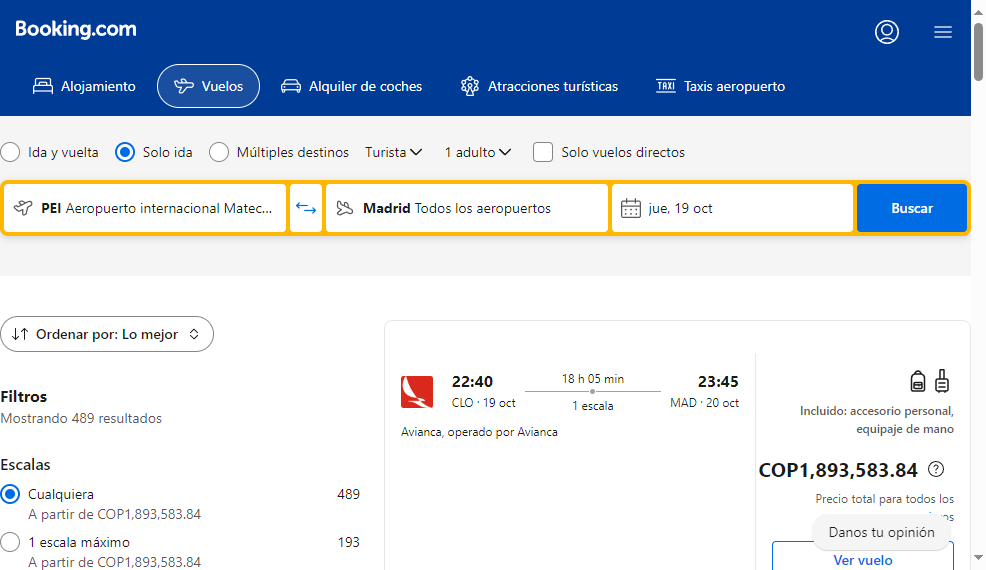 Booking.com
Alojamiento
Vuelos
Alquiler de coches
Atracciones turísticas
TAXI Taxis aeropuerto
Ida y vuelta
Solo ida
Múltiples destinos
Turista
1 adulto
Solo vuelos directos
PEI Aeropuerto internacional Matec...
Madrid Todos los aeropuertos
jue, 19 oct
Buscar
Ordenar por: Lo mejor
Filtros
Mostrando 489 resultados
Escalas
Cualquiera 489
A partir de COP1,893,583.84
1 escala máximo 193
A partir de COP1,893,583.84
22:40 18 h 05 min 23:45
CLO · 19 oct 1 escala MAD · 20 oct
Avianca, operado por Avianca
Incluido: accesorio personal,
equipaje de mano
COP1,893,583.84
Precio total para todos los
Danos tu opinión
Ver vuelo